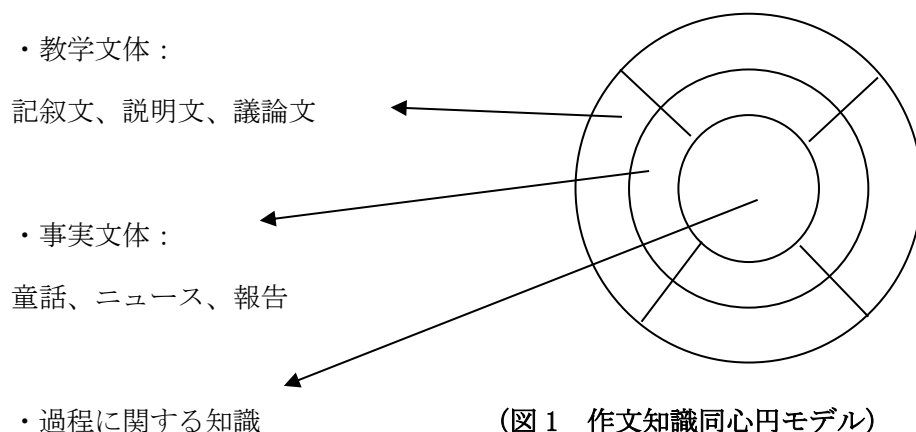 ・教学文体：
記叙文、説明文、議論文
・事実文体：
童話、ニュース、報告
・過程に関する知識
（図 1　作文知識同心円モデル）